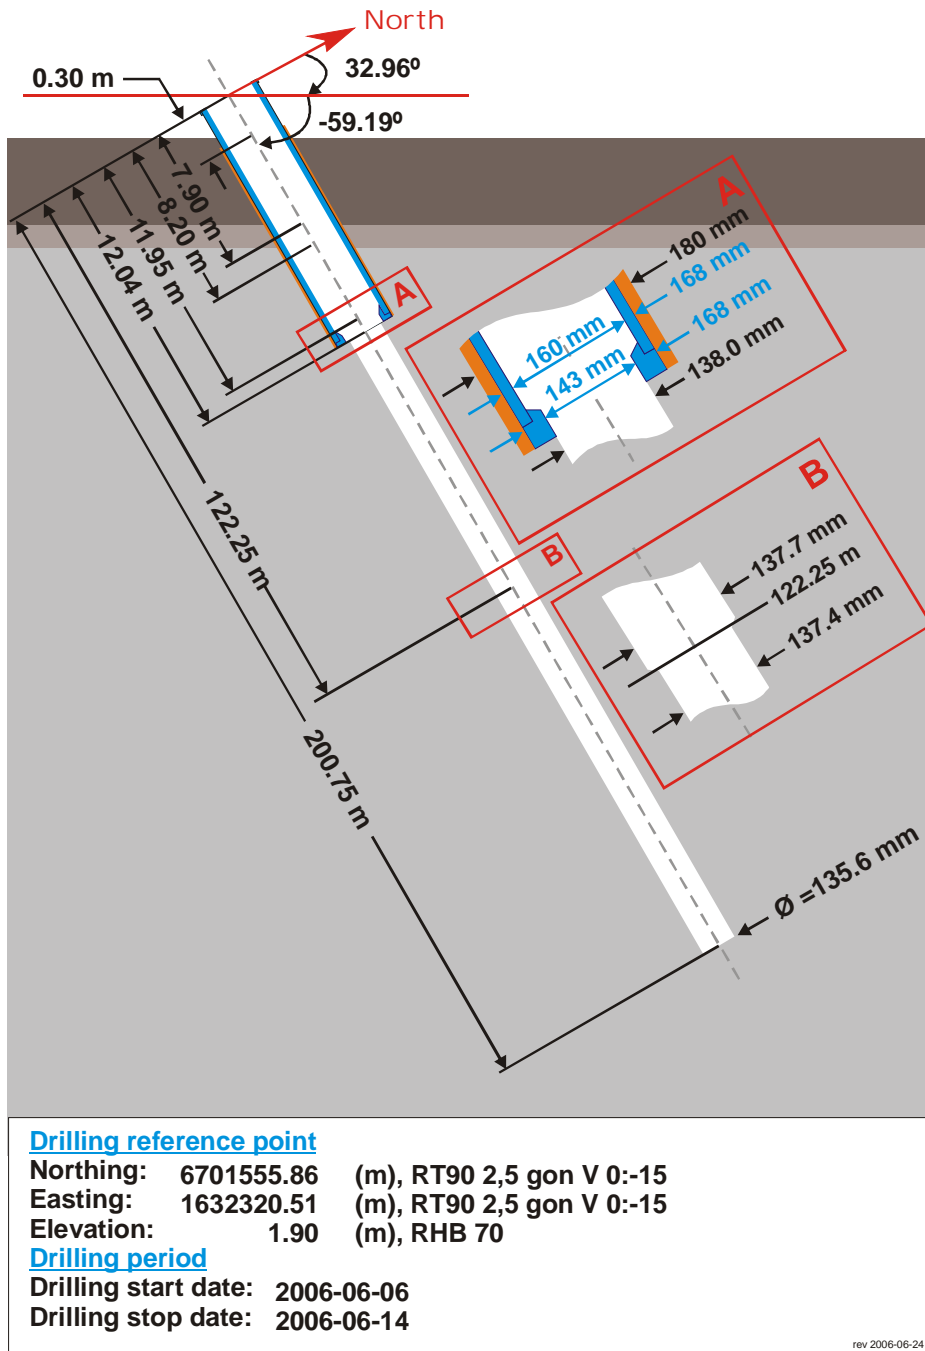 North
32.96º
0.30 m
-59.19º
7.90 m
8.20 m
11.95 m
12.04 m
A
A
180 mm
168 mm
168 mm
138.0 mm
160 mm
143 mm
122.25 m
B
B
137.7 mm
122.25 m
137.4 mm
200.75 m
Ø =135.6 mm
Drilling reference point
Northing: 6701555.86 (m), RT90 2,5 gon V 0:-15
Easting: 1632320.51 (m), RT90 2,5 gon V 0:-15
Elevation: 1.90 (m), RHB 70
Drilling period
Drilling start date: 2006-06-06
Drilling stop date: 2006-06-14
rev 2006-06-24